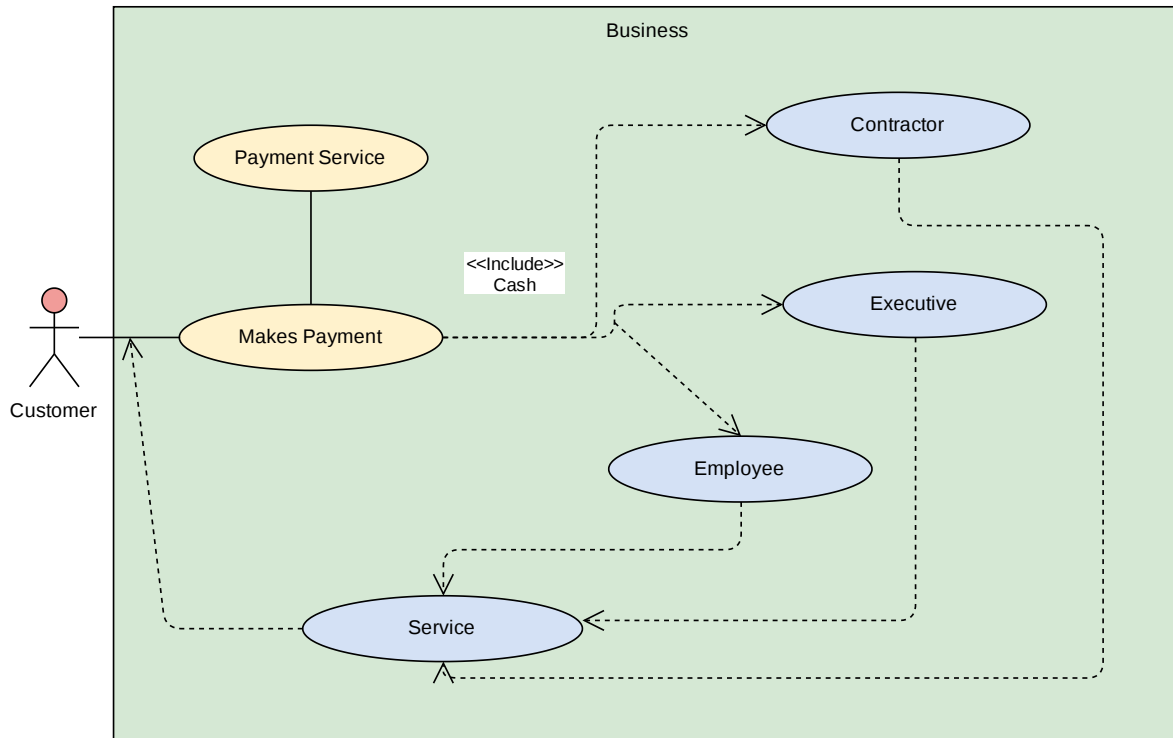 Business
Contractor
Payment Service
<<Include>>
Cash
Executive
Makes Payment
Customer
Employee
Service